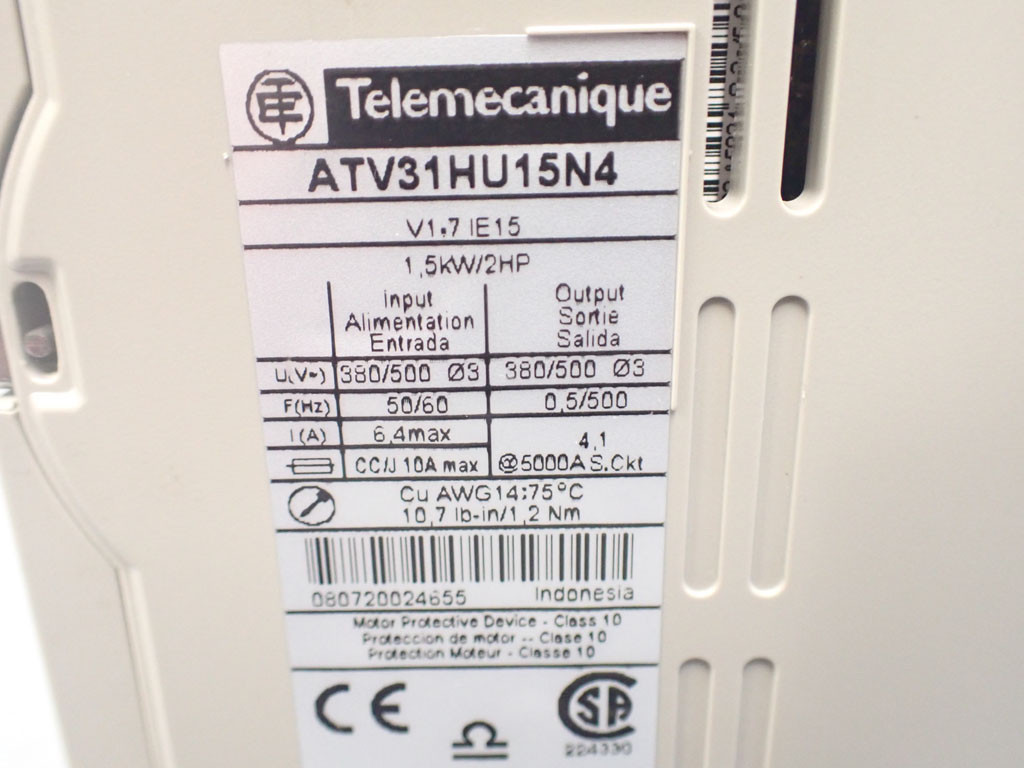 Telemecanique
ATV31HU15N4
V1.7 IE15
1,5kW/2HP
Input Output
Alimentation Sortie
Entrada Salida
U(V~) 380/500 Ø3 380/500 Ø3
F(Hz) 50/60 0,5/500
I(A) 6,4max 4,1
CC/J 10A max @5000A S.Ckt
Cu AWG14:75°C
10,7 lb-in/1,2 Nm
080720024655 Indonesia
Motor Protective Device - Class 10
Proteccion de motor -- Clase 10
Protection Moteur - Classe 10
CE
SA
224330